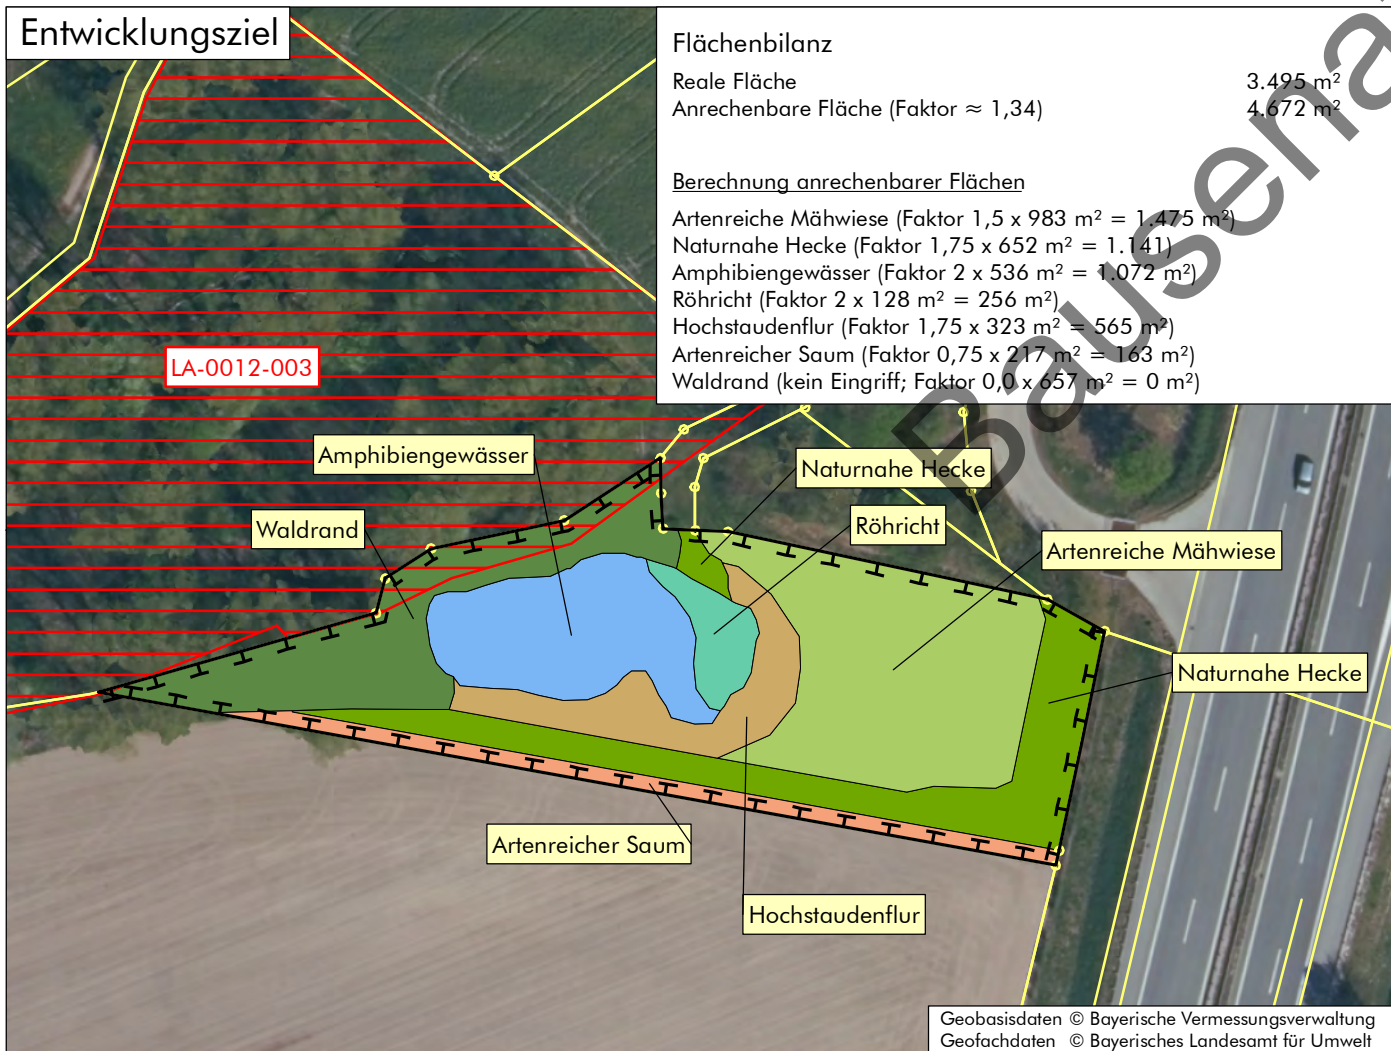 Entwicklungsziel
Flächenbilanz
Reale Fläche 3.495 m²
Anrechenbare Fläche (Faktor ≈ 1,34) 4.672 m²
Berechnung anrechenbarer Flächen
Artenreiche Mähwiese (Faktor 1,5 x 983 m² = 1.475 m²)
Naturnahe Hecke (Faktor 1,75 x 652 m² = 1.141)
Amphibiengewässer (Faktor 2 x 536 m² = 1.072 m²)
Röhricht (Faktor 2 x 128 m² = 256 m²)
Hochstaudenflur (Faktor 1,75 x 323 m² = 565 m²)
Artenreicher Saum (Faktor 0,75 x 217 m² = 163 m²)
Waldrand (kein Eingriff; Faktor 0,0 x 657 m² = 0 m²)
Bausena
LA-0012-003
Amphibiengewässer
Naturnahe Hecke
Waldrand
Röhricht
Artenreiche Mähwiese
Naturnahe Hecke
Artenreicher Saum
Hochstaudenflur
Geobasisdaten © Bayerische Vermessungsverwaltung
Geofachdaten © Bayerisches Landesamt für Umwelt